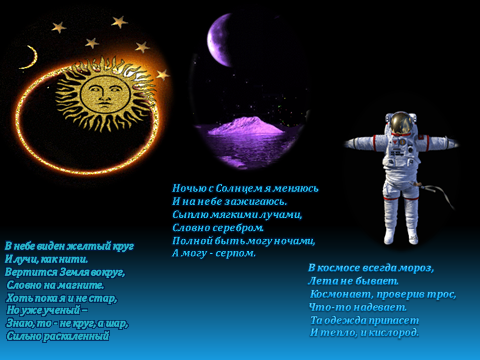 Ночью с Солнцем я меняюсь
И на небе зажигаюсь.
Сыплю мягкими лучами,
Словно серебром.
Полной быть могу ночами,
А могу - серпом.
В небе виден желтый круг
И лучи, как нити.
Вертится Земля вокруг,
Словно на магните.
Хоть пока я и не стар,
Но уже ученый –
Знаю, то - не круг, а шар,
Сильно раскаленный
В космосе всегда мороз,
Лета не бывает.
Космонавт, проверив трос,
Что-то надевает.
Та одежда припасет
И тепло, и кислород.